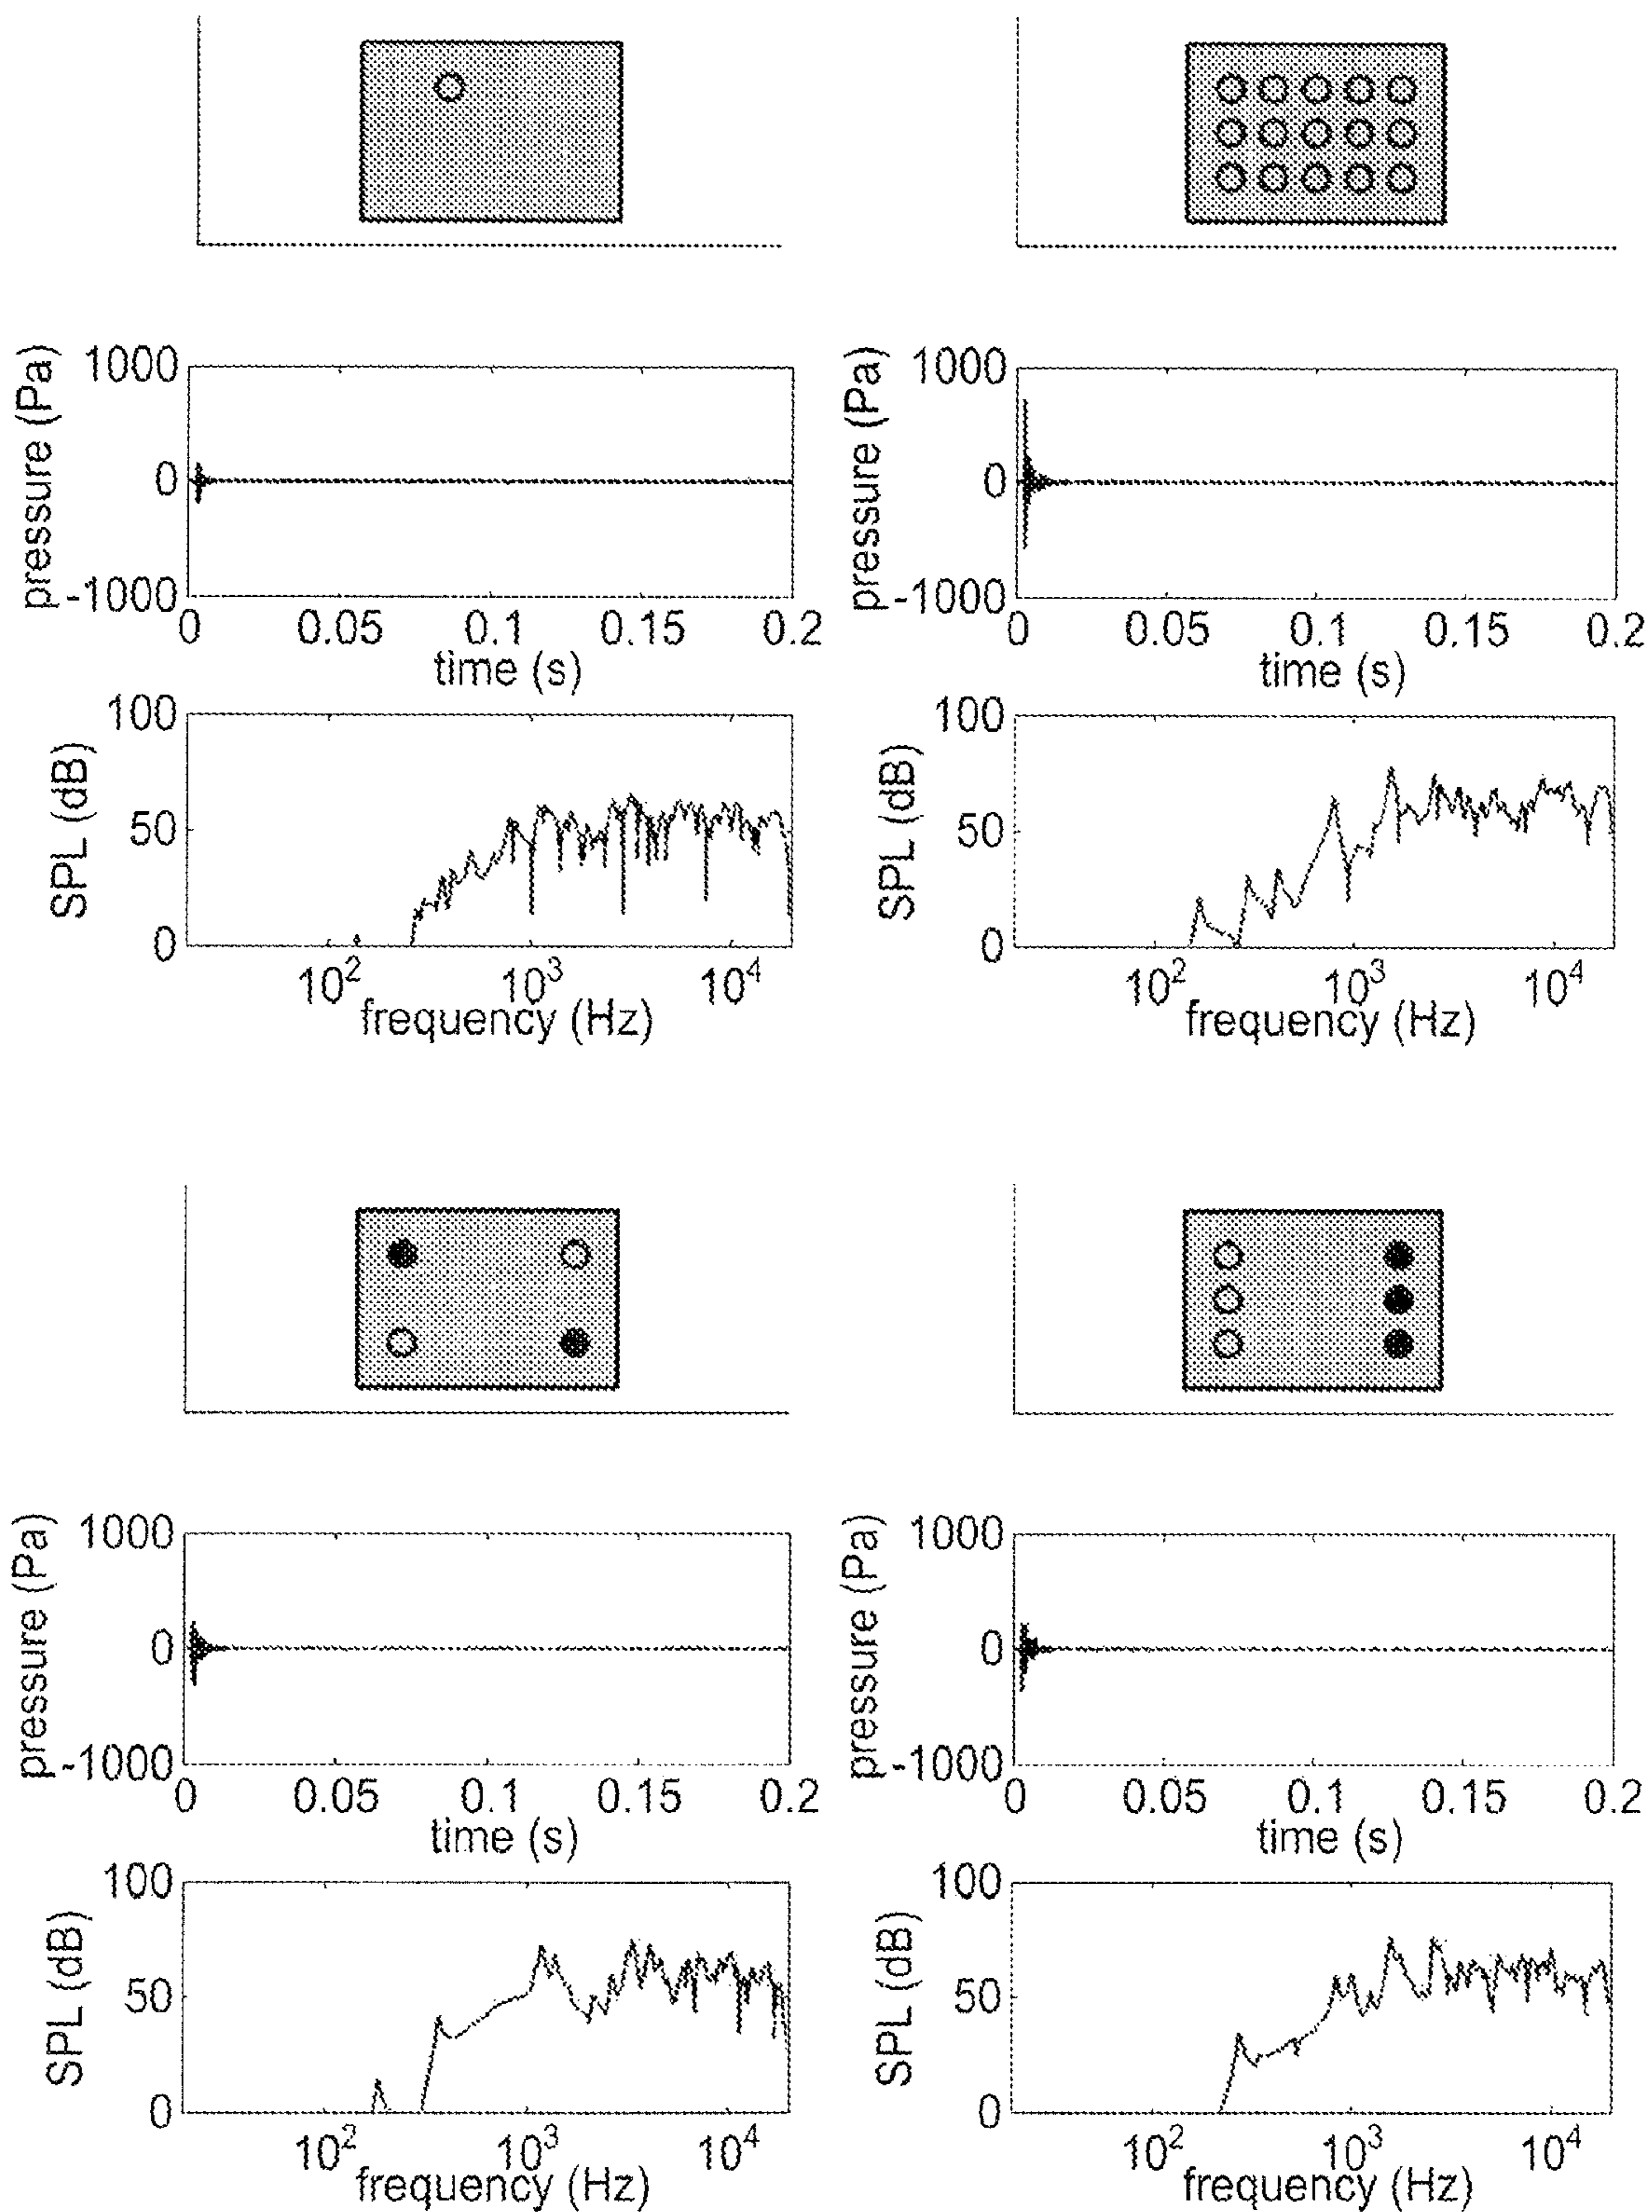 pressure (Pa)
1000
0
-1000
0 0.05 0.1 0.15 0.2
time (s)
pressure (Pa)
1000
0
-1000
0 0.05 0.1 0.15 0.2
time (s)
SPL (dB)
100
50
0
10² 10³ 10⁴
frequency (Hz)
SPL (dB)
100
50
0
10² 10³ 10⁴
frequency (Hz)
pressure (Pa)
1000
0
-1000
0 0.05 0.1 0.15 0.2
time (s)
pressure (Pa)
1000
0
-1000
0 0.05 0.1 0.15 0.2
time (s)
SPL (dB)
100
50
0
10² 10³ 10⁴
frequency (Hz)
SPL (dB)
100
50
0
10² 10³ 10⁴
frequency (Hz)